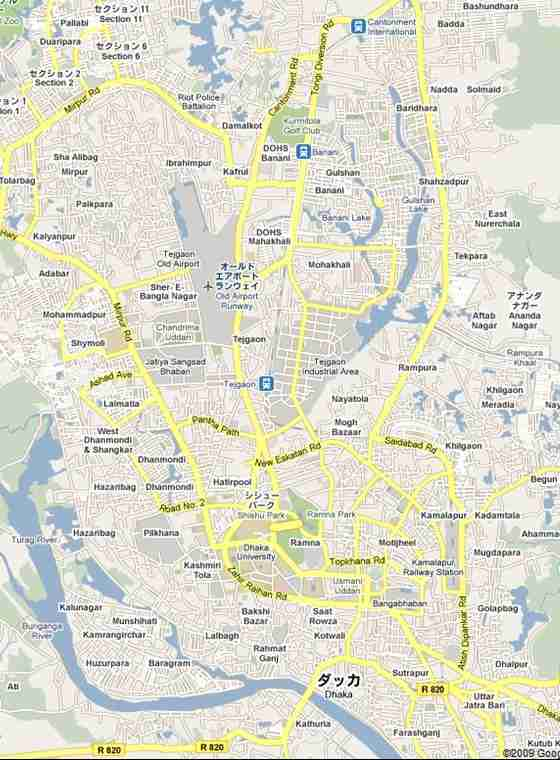 セクション 11
Section 11
Pallabi
Duaripara
セクション 6
Section 6
セクション 2
Section 2
Mirpur Rd
Riot Police
Battalion
Damalkot
Cantonment Rd
Tongi Diversion Rd
Cantonment
International
Bashundhara
Badda
Nadda
Solmaid
Baridhara
Kurmitola
Golf Club
DOHS
Banani
Banani
Sha Alibag
Mirpur
Tolarbag
Paikpara
Ibrahimpur
Kafrul
Gulshan
Banani
Shahzadpur
Gulshan
Lake
Banani Lake
East
Nurerchala
Kalyanpur
DOHS
Mahakhali
Tejgaon
Old Airport
Mohakhali
Tekpara
Adabar
オールド
エアポート
ランウェイ
Old Airport
Runway
Sher- E-
Bangla Nagar
Mohammadpur
Mirpur Rd
Chandrima
Uddan
アナンダ
ナガー
Ananda
Nagar
Aftab
Nagar
Shymoli
Tejgaon
Jatiya Sangsad
Bhaban
Tejgaon
Industrial Area
Rampura
Rampura
Khaal
Ashad Ave
Tejgaon
Lalmatia
Nayatola
Khilgaon
Meradia
Pantha Path
Mogh
Bazaar
West
Dhanmondi
& Shangkar
New Eskatan Rd
Saidabad Rd
Khilgaon
Dhanmondi
Hazaribag
Dhanmondi
Hatirpool
Begun
Road No. 2
シシュー
パーク
Shishu Park
Ramna Park
Kamalapur
Kadamtala
Turag River
Hazaribag
Pilkhana
Dhaka
University
Ramna
Motijheel
Mugdapara
Kashmiri
Tola
Topkhana Rd
Kamalapur
Railway Station
Zahir Raihan Rd
Usmani
Uddan
Bangabhaban
Atish Dipankar Rd
Golapbag
Kalunagar
Buriganga
River
Munshihati
Kamrangirchar
Bakshi
Bazar
Saat
Rowza
Lalbagh
Kotwali
Huzurpara
Baragram
Rahmat
Ganj
Dhalpur
Ati
ダッカ
Dhaka
Sutrapur
R 820
Uttar
Jatra Bari
Kathuria
Farashganj
R 820
R 820
©2009 Goo